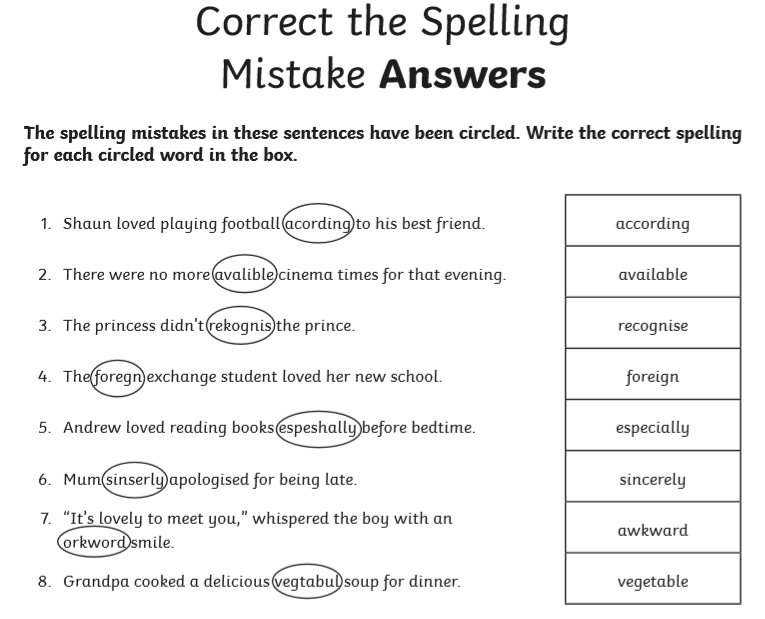 Correct the Spelling
Mistake Answers
The spelling mistakes in these sentences have been circled. Write the correct spelling
for each circled word in the box.
1. Shaun loved playing football acording to his best friend. according
2. There were no more avalible cinema times for that evening. available
3. The princess didn't rekognis the prince. recognise
4. The foregn exchange student loved her new school. foreign
5. Andrew loved reading books espeshally before bedtime. especially
6. Mum sinserly apologised for being late. sincerely
7. “It's lovely to meet you,” whispered the boy with an
orkword smile. awkward
8. Grandpa cooked a delicious vegtabul soup for dinner. vegetable